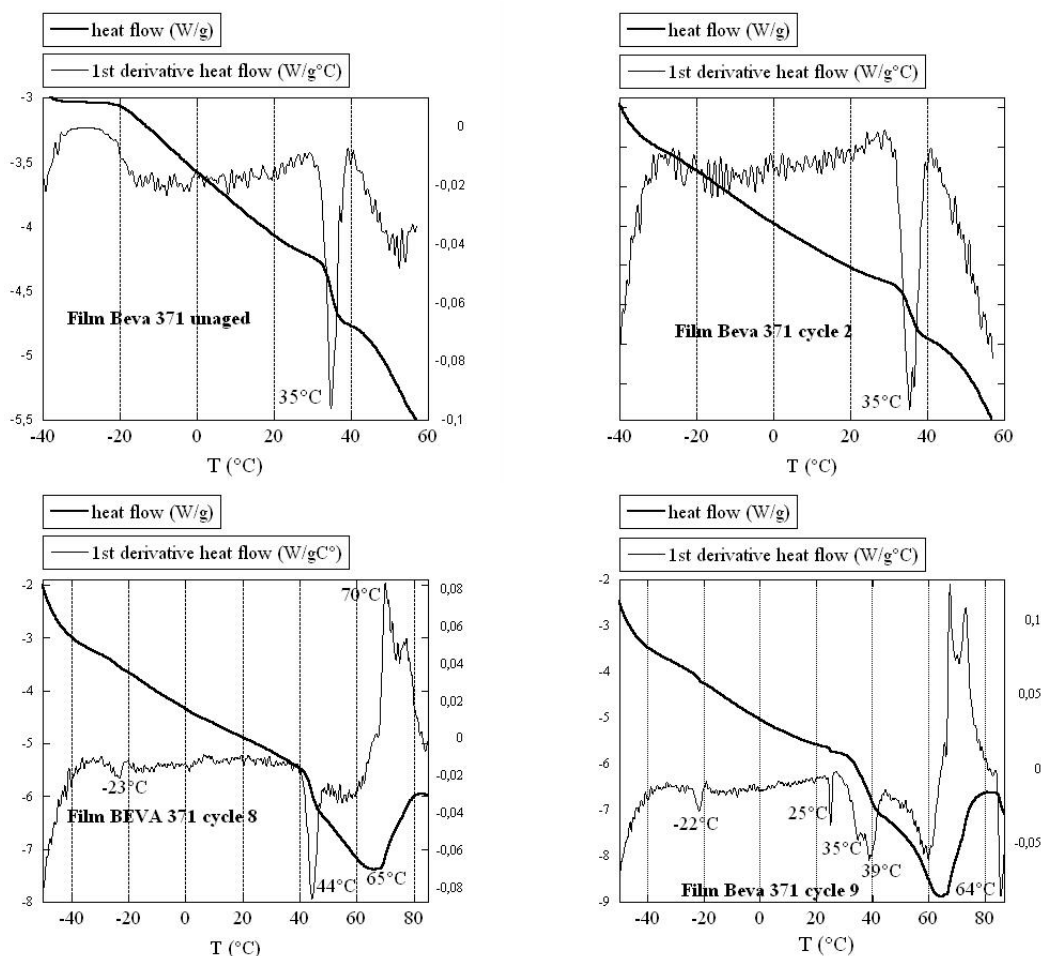 heat flow (W/g)
1st derivative heat flow (W/g°C)
-3
-3,5
-4
-4,5
-5
-5,5
0
-0,02
-0,04
-0,06
-0,08
-0,1
Film Beva 371 unaged
35°C
-40 -20 0 20 40 60
T (°C)
heat flow (W/g)
1st derivative heat flow (W/g°C)
Film Beva 371 cycle 2
35°C
-40 -20 0 20 40 60
T (°C)
heat flow (W/g)
1st derivative heat flow (W/gC°)
-2
-3
-4
-5
-6
-7
-8
0,08
0,06
0,04
0,02
0
-0,02
-0,04
-0,06
-0,08
70°C
-23°C
Film BEVA 371 cycle 8
44°C
65°C
-40 -20 0 20 40 60 80
T (°C)
heat flow (W/g)
1st derivative heat flow (W/g°C)
-2
-3
-4
-5
-6
-7
-8
-9
0,1
0,05
0
-0,05
-22°C
25°C
35°C
39°C
64°C
Film Beva 371 cycle 9
-40 -20 0 20 40 60 80
T (°C)